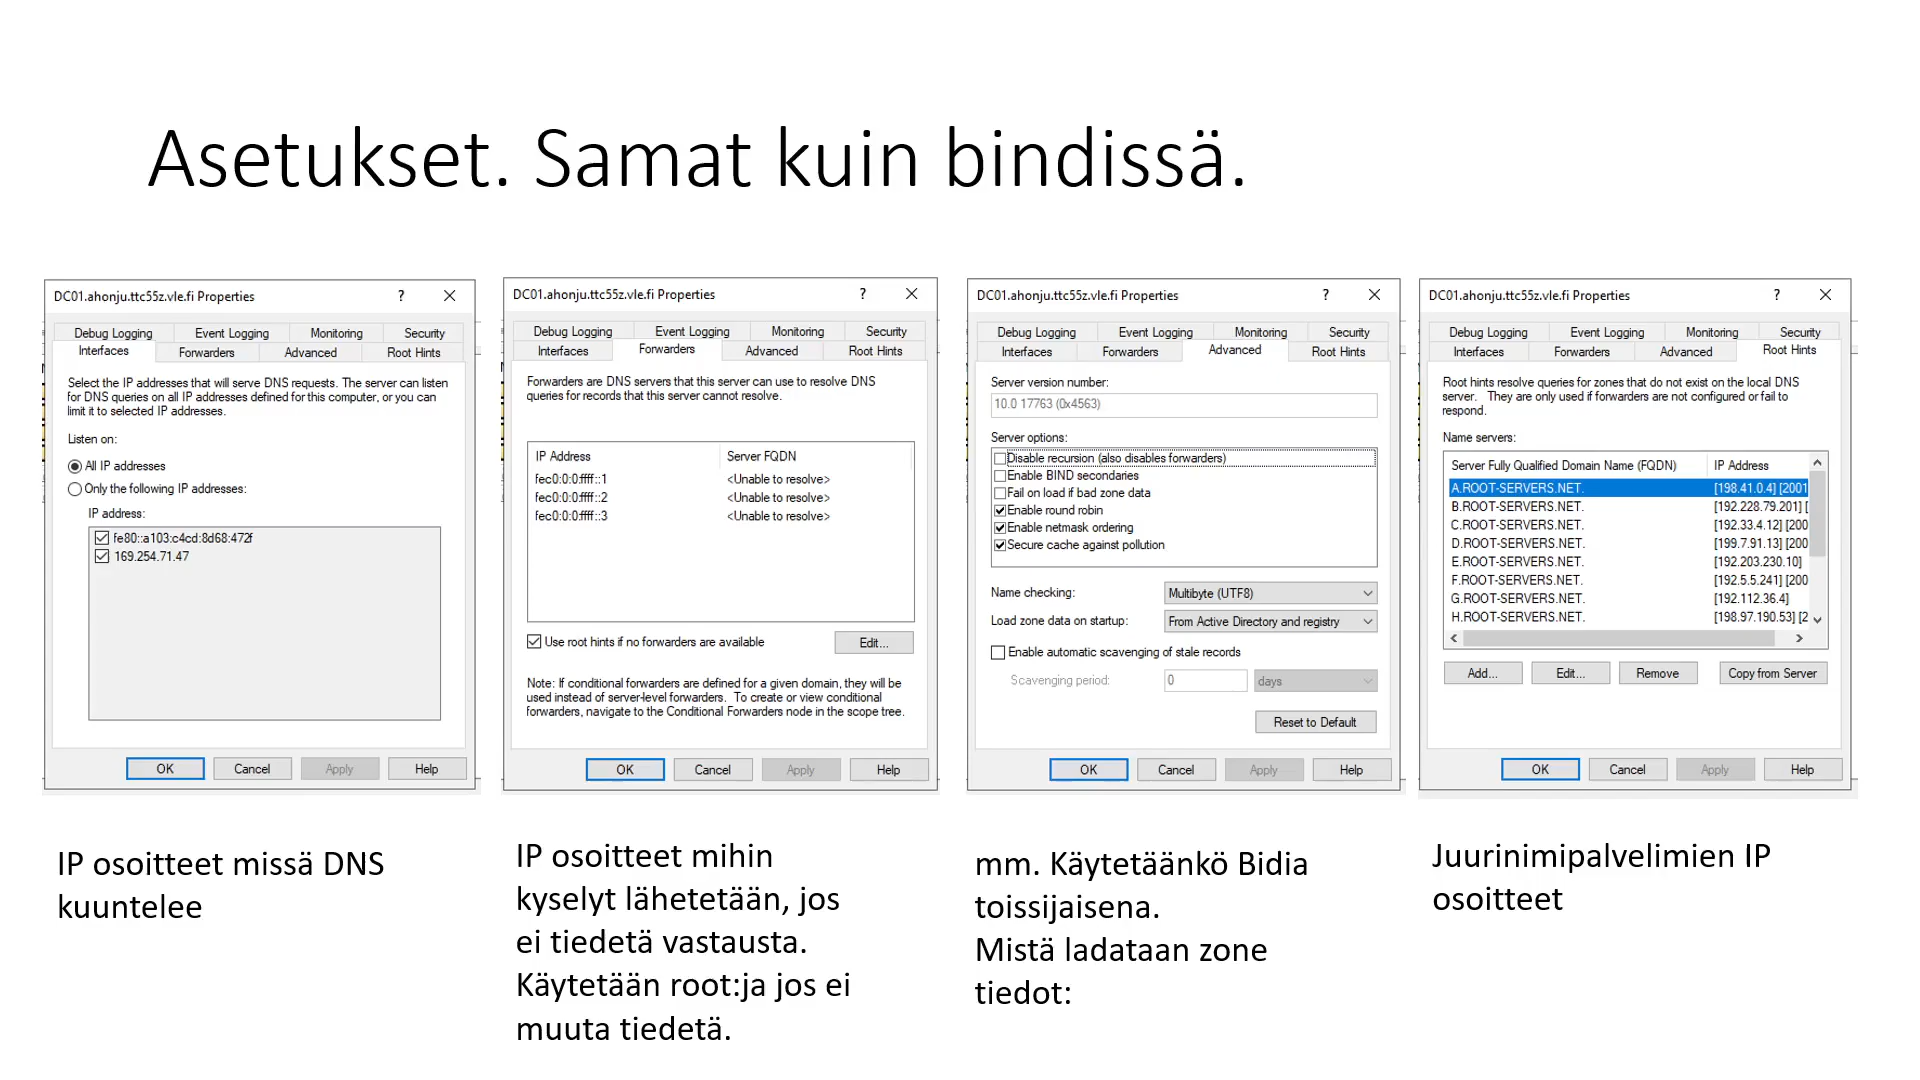 Asetukset. Samat kuin bindissä.
DC01.ahonju.ttc55z.vle.fi Properties
?
Debug Logging Event Logging Monitoring Security
Interfaces Forwarders Advanced Root Hints
Select the IP addresses that will serve DNS requests. The server can listen
for DNS queries on all IP addresses defined for this computer, or you can
limit it to selected IP addresses.
Listen on:
All IP addresses
Only the following IP addresses:
IP address:
fe80::a103:c4cd:8d68:472f
169.254.71.47
OK Cancel Apply Help
IP osoitteet missä DNS
kuuntelee
DC01.ahonju.ttc55z.vle.fi Properties
?
Debug Logging Event Logging Monitoring Security
Interfaces Forwarders Advanced Root Hints
Forwarders are DNS servers that this server can use to resolve DNS
queries for records that this server cannot resolve.
IP Address Server FQDN
fec0:0:0:ffff::1 <Unable to resolve>
fec0:0:0:ffff::2 <Unable to resolve>
fec0:0:0:ffff::3 <Unable to resolve>
Use root hints if no forwarders are available Edit...
Note: If conditional forwarders are defined for a given domain, they will be
used instead of server-level forwarders. To create or view conditional
forwarders, navigate to the Conditional Forwarders node in the scope tree.
OK Cancel Apply Help
IP osoitteet mihin
kyselyt lähetetään, jos
ei tiedetä vastausta.
Käytetään root:ja jos ei
muuta tiedetä.
DC01.ahonju.ttc55z.vle.fi Properties
?
Debug Logging Event Logging Monitoring Security
Interfaces Forwarders Advanced Root Hints
Server version number:
10.0 17763 (0x4563)
Server options:
Disable recursion (also disables forwarders)
Enable BIND secondaries
Fail on load if bad zone data
Enable round robin
Enable netmask ordering
Secure cache against pollution
Name checking: Multibyte (UTF8)
Load zone data on startup: From Active Directory and registry
Enable automatic scavenging of stale records
Scavenging period: 0 days
Reset to Default
OK Cancel Apply Help
mm. Käytetäänkö Bidia
toissijaisena.
Mistä ladataan zone
tiedot:
DC01.ahonju.ttc55z.vle.fi Properties
?
Debug Logging Event Logging Monitoring Security
Interfaces Forwarders Advanced Root Hints
Root hints resolve queries for zones that do not exist on the local DNS
server. They are only used if forwarders are not configured or fail to
respond.
Name servers:
Server Fully Qualified Domain Name (FQDN) IP Address
A.ROOT-SERVERS.NET. [198.41.0.4] [2001
B.ROOT-SERVERS.NET. [192.228.79.201] [
C.ROOT-SERVERS.NET. [192.33.4.12] [200
D.ROOT-SERVERS.NET. [199.7.91.13] [200
E.ROOT-SERVERS.NET. [192.203.230.10]
F.ROOT-SERVERS.NET. [192.5.5.241] [200
G.ROOT-SERVERS.NET. [192.112.36.4]
H.ROOT-SERVERS.NET. [198.97.190.53] [2
Add... Edit... Remove Copy from Server
OK Cancel Apply Help
Juurinimipalvelimien IP
osoitteet